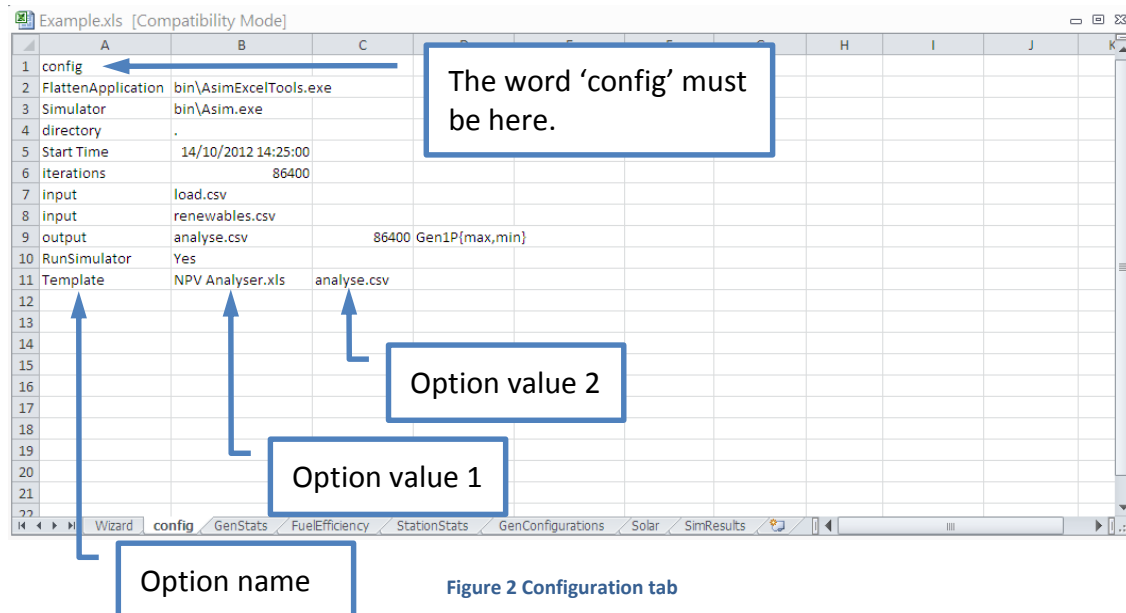 Example.xls [Compatibility Mode]
A B C H I J K
1 config
2 FlattenApplication bin\AsimExcelTools.exe
3 Simulator bin\Asim.exe
4 directory .
5 Start Time 14/10/2012 14:25:00
6 iterations 86400
7 input load.csv
8 input renewables.csv
9 output analyse.csv 86400 Gen1P{max,min}
10 RunSimulator Yes
11 Template NPV Analyser.xls analyse.csv
12
13
14
15
16
17
18
19
20
21
22
The word ‘config’ must
be here.
Option value 2
Option value 1
Wizard config GenStats FuelEfficiency StationStats GenConfigurations Solar SimResults
Option name
Figure 2 Configuration tab